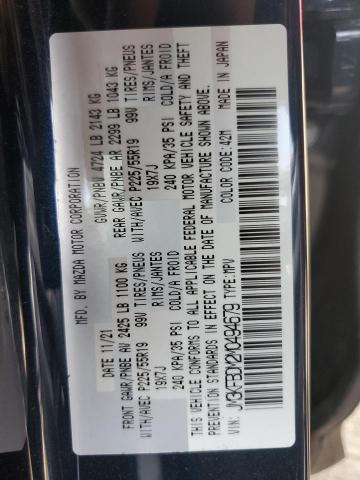 MFD. BY MAZDA MOTOR CORPORATION
DATE 11/21 GVWR/PNBV 4724 LB 2143 KG
FRONT GAWR/PNBE AV 2425 LB 1100 KG REAR GAWR/PNBE AR 2299 LB 1043 KG
WITH/AVEC P225/55R19 99V TIRES/PNEUS WITH/AVEC P225/55R19 99V TIRES/PNEUS
19X7J RIMS/JANTES 19X7J RIMS/JANTES
240 KPA/35 PSI COLD/A FROID 240 KPA/35 PSI COLD/A FROID
THIS VEHICLE CONFORMS TO ALL APPLICABLE FEDERAL MOTOR VEHICLE SAFETY AND THEFT
PREVENTION STANDARDS IN EFFECT ON THE DATE OF MANUFACTURE SHOWN ABOVE.
VIN: TYPE:MPV COLOR CODE:42M MADE IN JAPAN